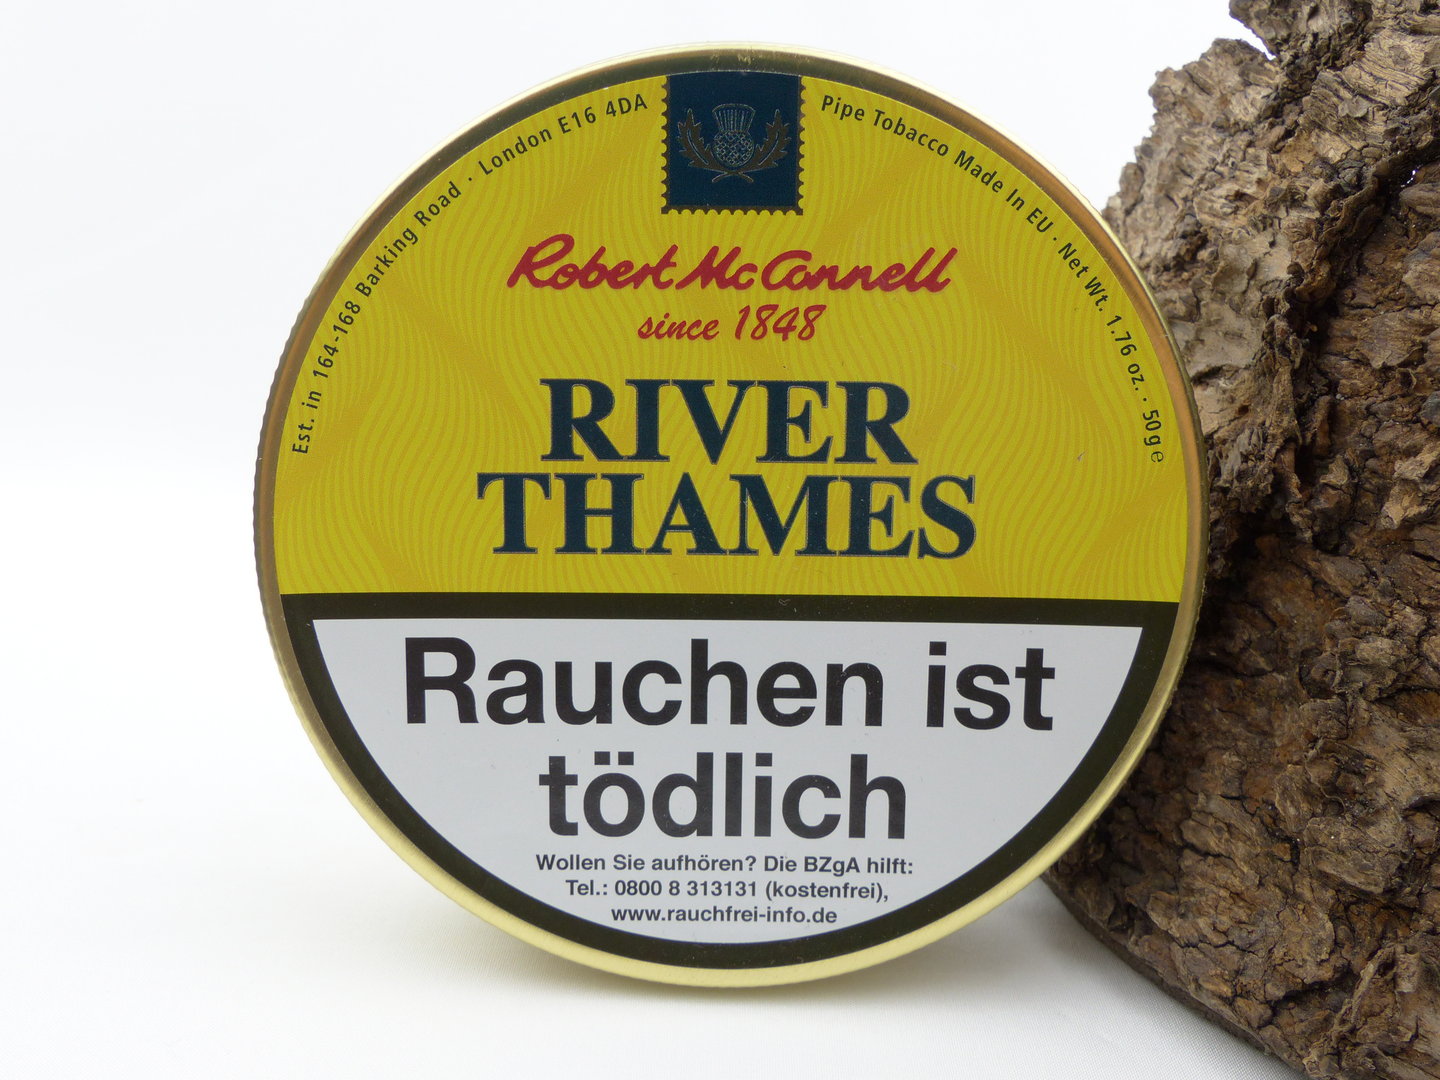 Est. in 164-168 Barking Road · London E16 4DA
Pipe Tobacco Made In EU · Net Wt. 1.76 oz. · 50g e
Robert McConnell
since 1848
RIVER
THAMES
Rauchen ist
tödlich
Wollen Sie aufhören? Die BZgA hilft:
Tel.: 0800 8 313131 (kostenfrei),
www.rauchfrei-info.de